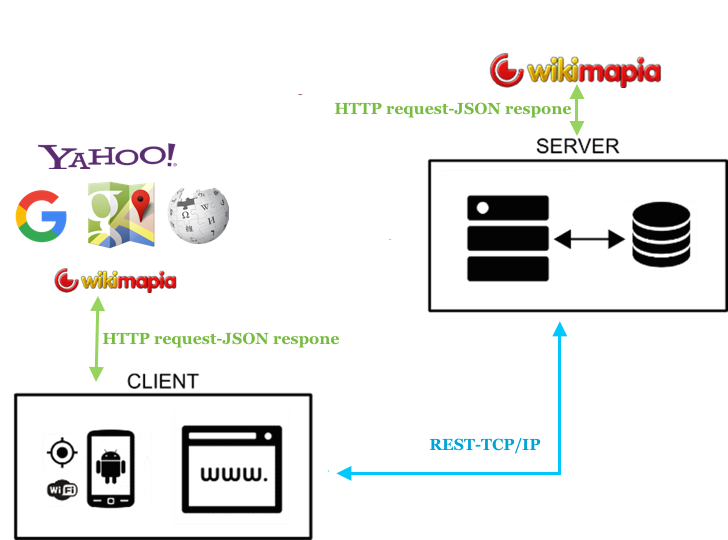 wikimapia
HTTP request-JSON respone
SERVER
YAHOO!
G
g
Ω W И
wikimapia
HTTP request-JSON respone
CLIENT
WiFi
www.
REST-TCP/IP